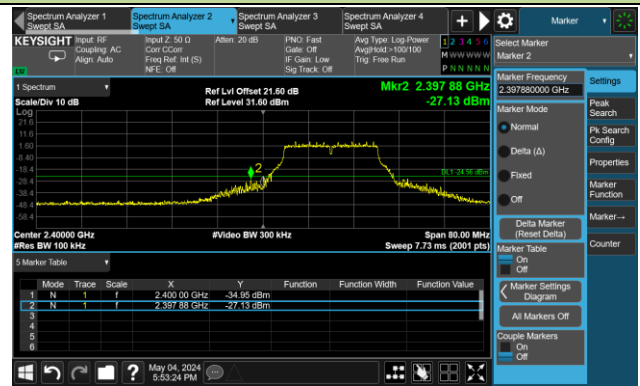 Spectrum Analyzer 1
Swept SA
Spectrum Analyzer 2
Swept SA
Spectrum Analyzer 3
Swept SA
Spectrum Analyzer 4
Swept SA
Marker
KEYSIGHT
Input: RF
Coupling: AC
Align: Auto
Input Z: 50 Ω
Corr CCorr
Freq Ref: Int (S)
NFE: Off
Atten: 20 dB
PNO: Fast
Gate: Off
IF Gain: Low
Sig Track: Off
Avg Type: Log-Power
Avg|Hold:>100/100
Trig: Free Run
1 2 3 4 5 6
M W W W W W
P N N N N N
Select Marker
Marker 2
1 Spectrum
Scale/Div 10 dB
Log
Ref Lvl Offset 21.60 dB
Ref Level 31.60 dBm
Mkr2 2.397 88 GHz
-27.13 dBm
21.6
11.6
1.60
-8.40
-18.4
-28.4
-38.4
-48.4
-58.4
2
DL1 -24.56 dBm
Center 2.40000 GHz
#Res BW 100 kHz
#Video BW 300 kHz
Span 80.00 MHz
Sweep 7.73 ms (2001 pts)
5 Marker Table
Mode Trace Scale X Y Function Function Width Function Value
1 N 1 f 2.400 00 GHz -34.95 dBm
2 N 1 f 2.397 88 GHz -27.13 dBm
3
4
5
6
Marker Frequency
2.397880000 GHz
Marker Mode
Normal
Delta (Δ)
Fixed
Off
Delta Marker
(Reset Delta)
Marker Table
On
Off
Marker Settings
Diagram
All Markers Off
Couple Markers
On
Off
Settings
Peak
Search
Pk Search
Config
Properties
Marker
Function
Marker→
Counter
May 04, 2024
5:53:24 PM